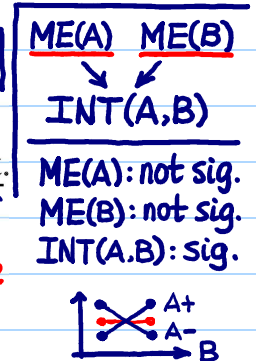 ME(A) ME(B)
INT(A,B)
ME(A): not sig.
ME(B): not sig.
INT(A,B): sig.
A+
A-
B